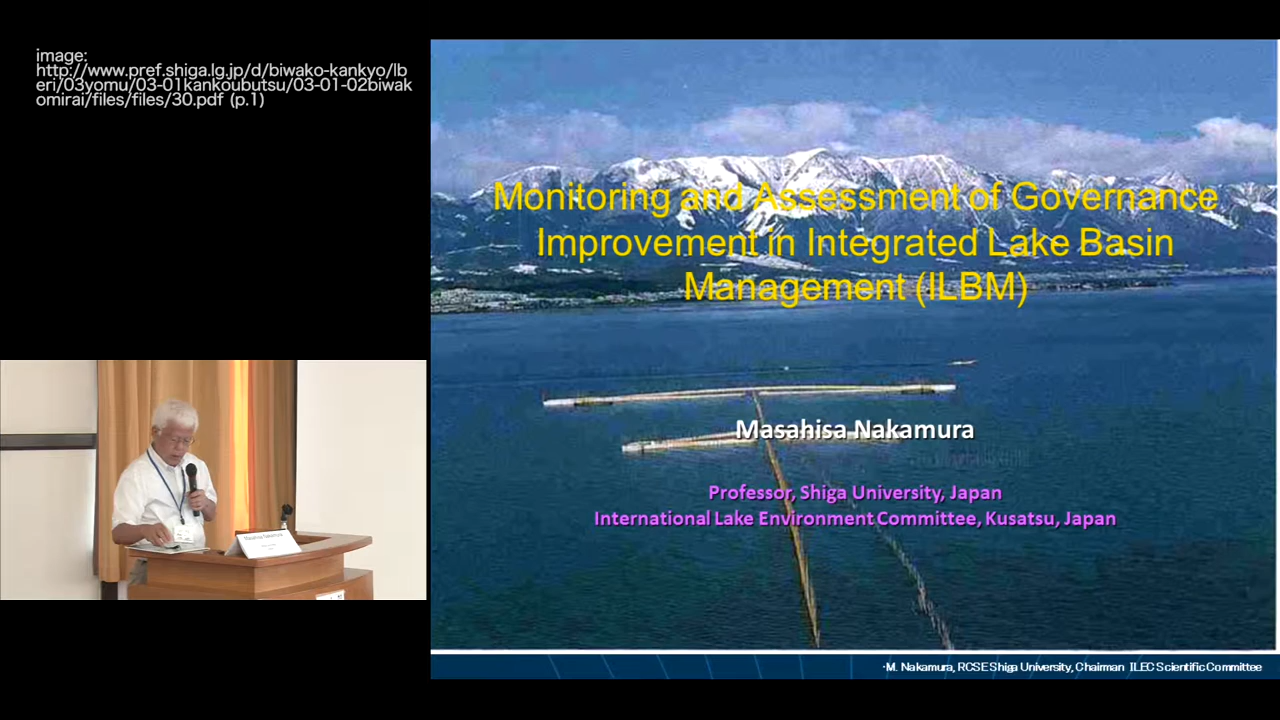 image:
http://www.pref.shiga.lg.jp/d/biwako-kankyo/lb
eri/03yomu/03-01kankoubutsu/03-01-02biwak
omirai/files/files/30.pdf (p.1)
Monitoring and Assessment of Governance
Improvement in Integrated Lake Basin
Management (ILBM)
Masahisa Nakamura
Professor, Shiga University, Japan
International Lake Environment Committee, Kusatsu, Japan
·M. Nakamura, RCSE Shiga University, Chairman ILEC Scientific Committee